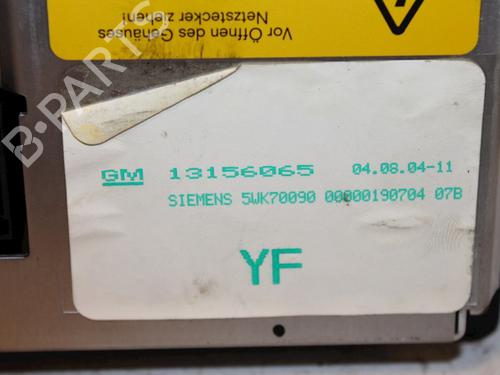 Vor Öffnen des Gehäuses
Netzstecker ziehen!
B-PARTS
GM 13156065 04.08.04-11
SIEMENS 5WK70090 00000190704 07B
YF